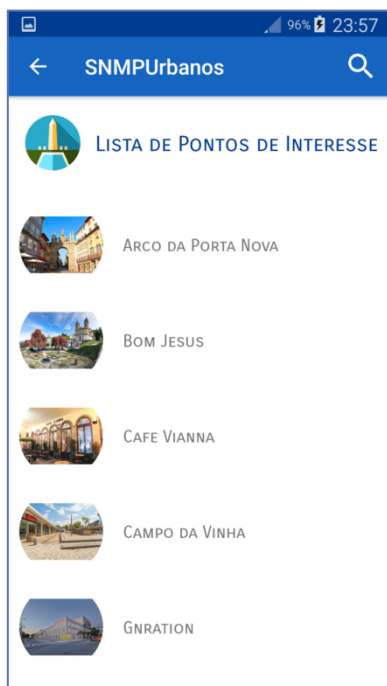 96% 23:57
SNMPUrbanos
Lista de Pontos de Interesse
Arco da Porta Nova
Bom Jesus
Cafe Vianna
Campo da Vinha
Gnration